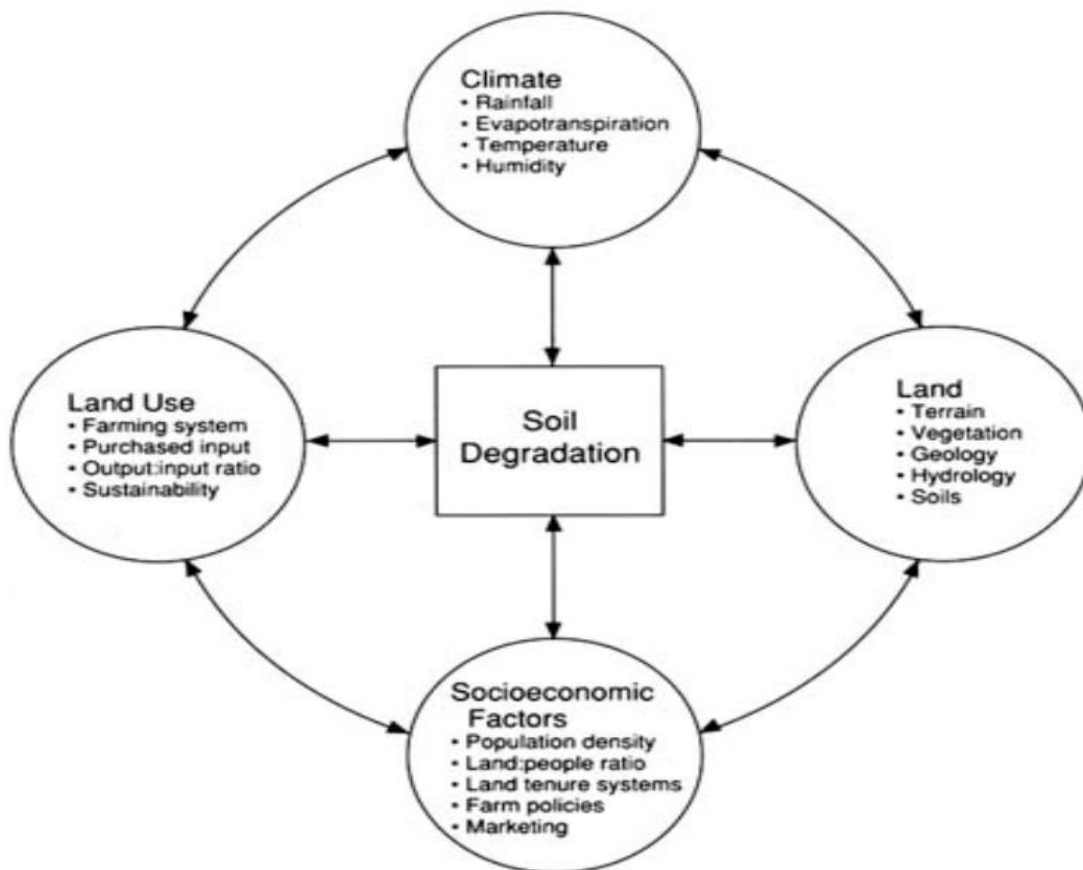 Climate
• Rainfall
• Evapotranspiration
• Temperature
• Humidity
Land Use
• Farming system
• Purchased input
• Output:input ratio
• Sustainability
Soil
Degradation
Land
• Terrain
• Vegetation
• Geology
• Hydrology
• Soils
Socioeconomic
Factors
• Population density
• Land:people ratio
• Land tenure systems
• Farm policies
• Marketing